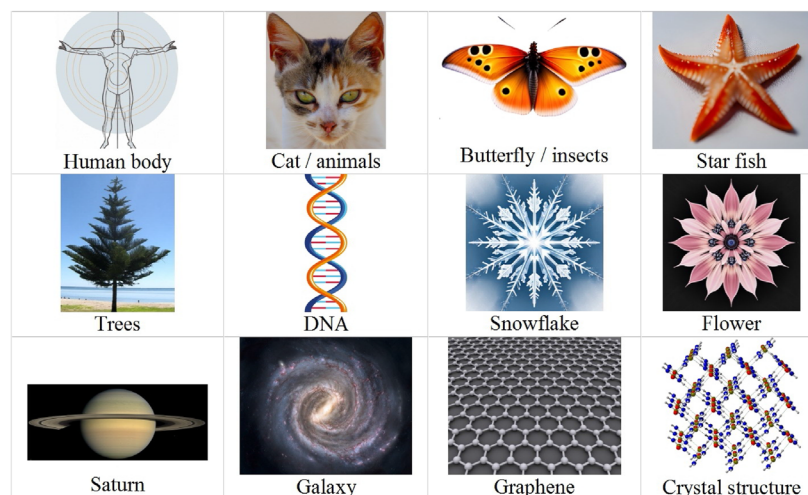 Human body
Cat / animals
Butterfly / insects
Star fish
Trees
DNA
Snowflake
Flower
Saturn
Galaxy
Graphene
Crystal structure